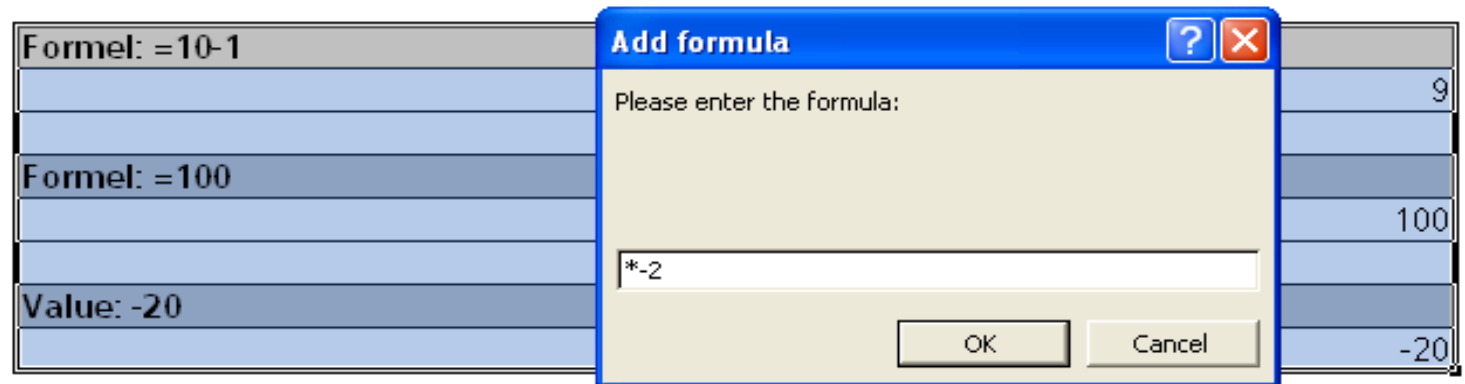 Formel: =10-1
Add formula
9
Please enter the formula:
Formel: =100
100
*-2
Value: -20
OK
Cancel
-20